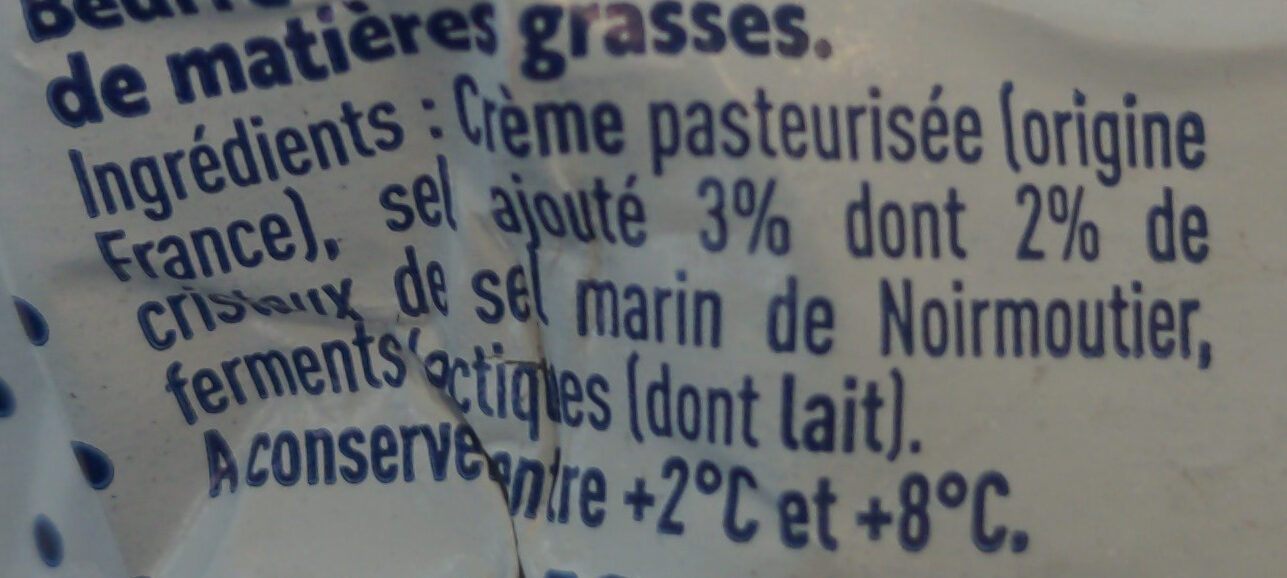 de matières grasses.
Ingrédients : Crème pasteurisée (origine
France), sel ajouté 3% dont 2% de
cristaux de sel marin de Noirmoutier,
ferments lactiques (dont lait).
A conserver entre +2°C et +8°C.